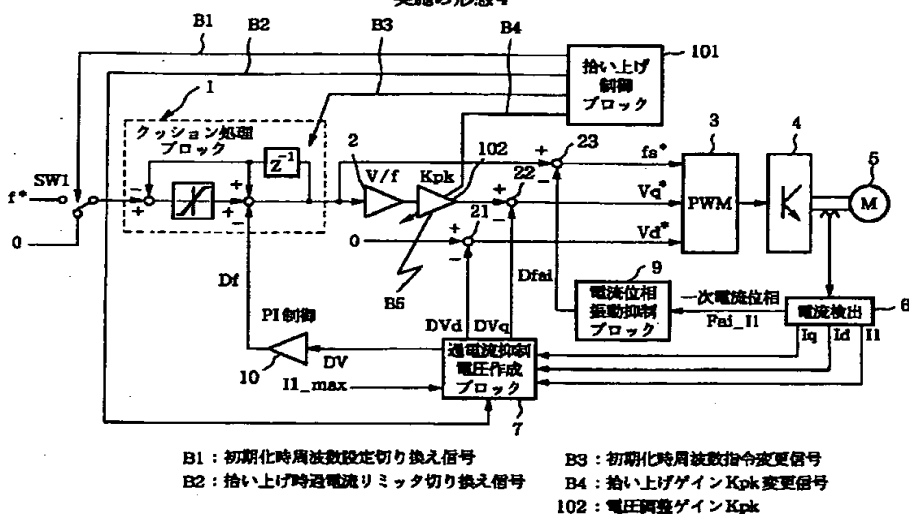 実施の形態4
B1
B2
B3
B4
101
拾い上げ
制御
ブロック
1
クッション処理
ブロック
Z⁻¹
2
V/f
Kpk
102
22
23
3
4
5
fs*
SW1
f*
0
PWM
M
Vq*
21
0
Vd*
B5
Df
Dfai
9
電流位相
振動抑制
ブロック
一次電流位相
Fai_I1
電流検出
6
Iq
Id
I1
PI制御
10
DV
DVd
DVq
過電流抑制
電圧作成
ブロック
7
I1_max
B1：初期化時周波数設定切り換え信号
B2：拾い上げ時過電流リミッタ切り換え信号
B3：初期化時周波数指令変更信号
B4：拾い上げゲインKpk変更信号
102：電圧調整ゲインKpk